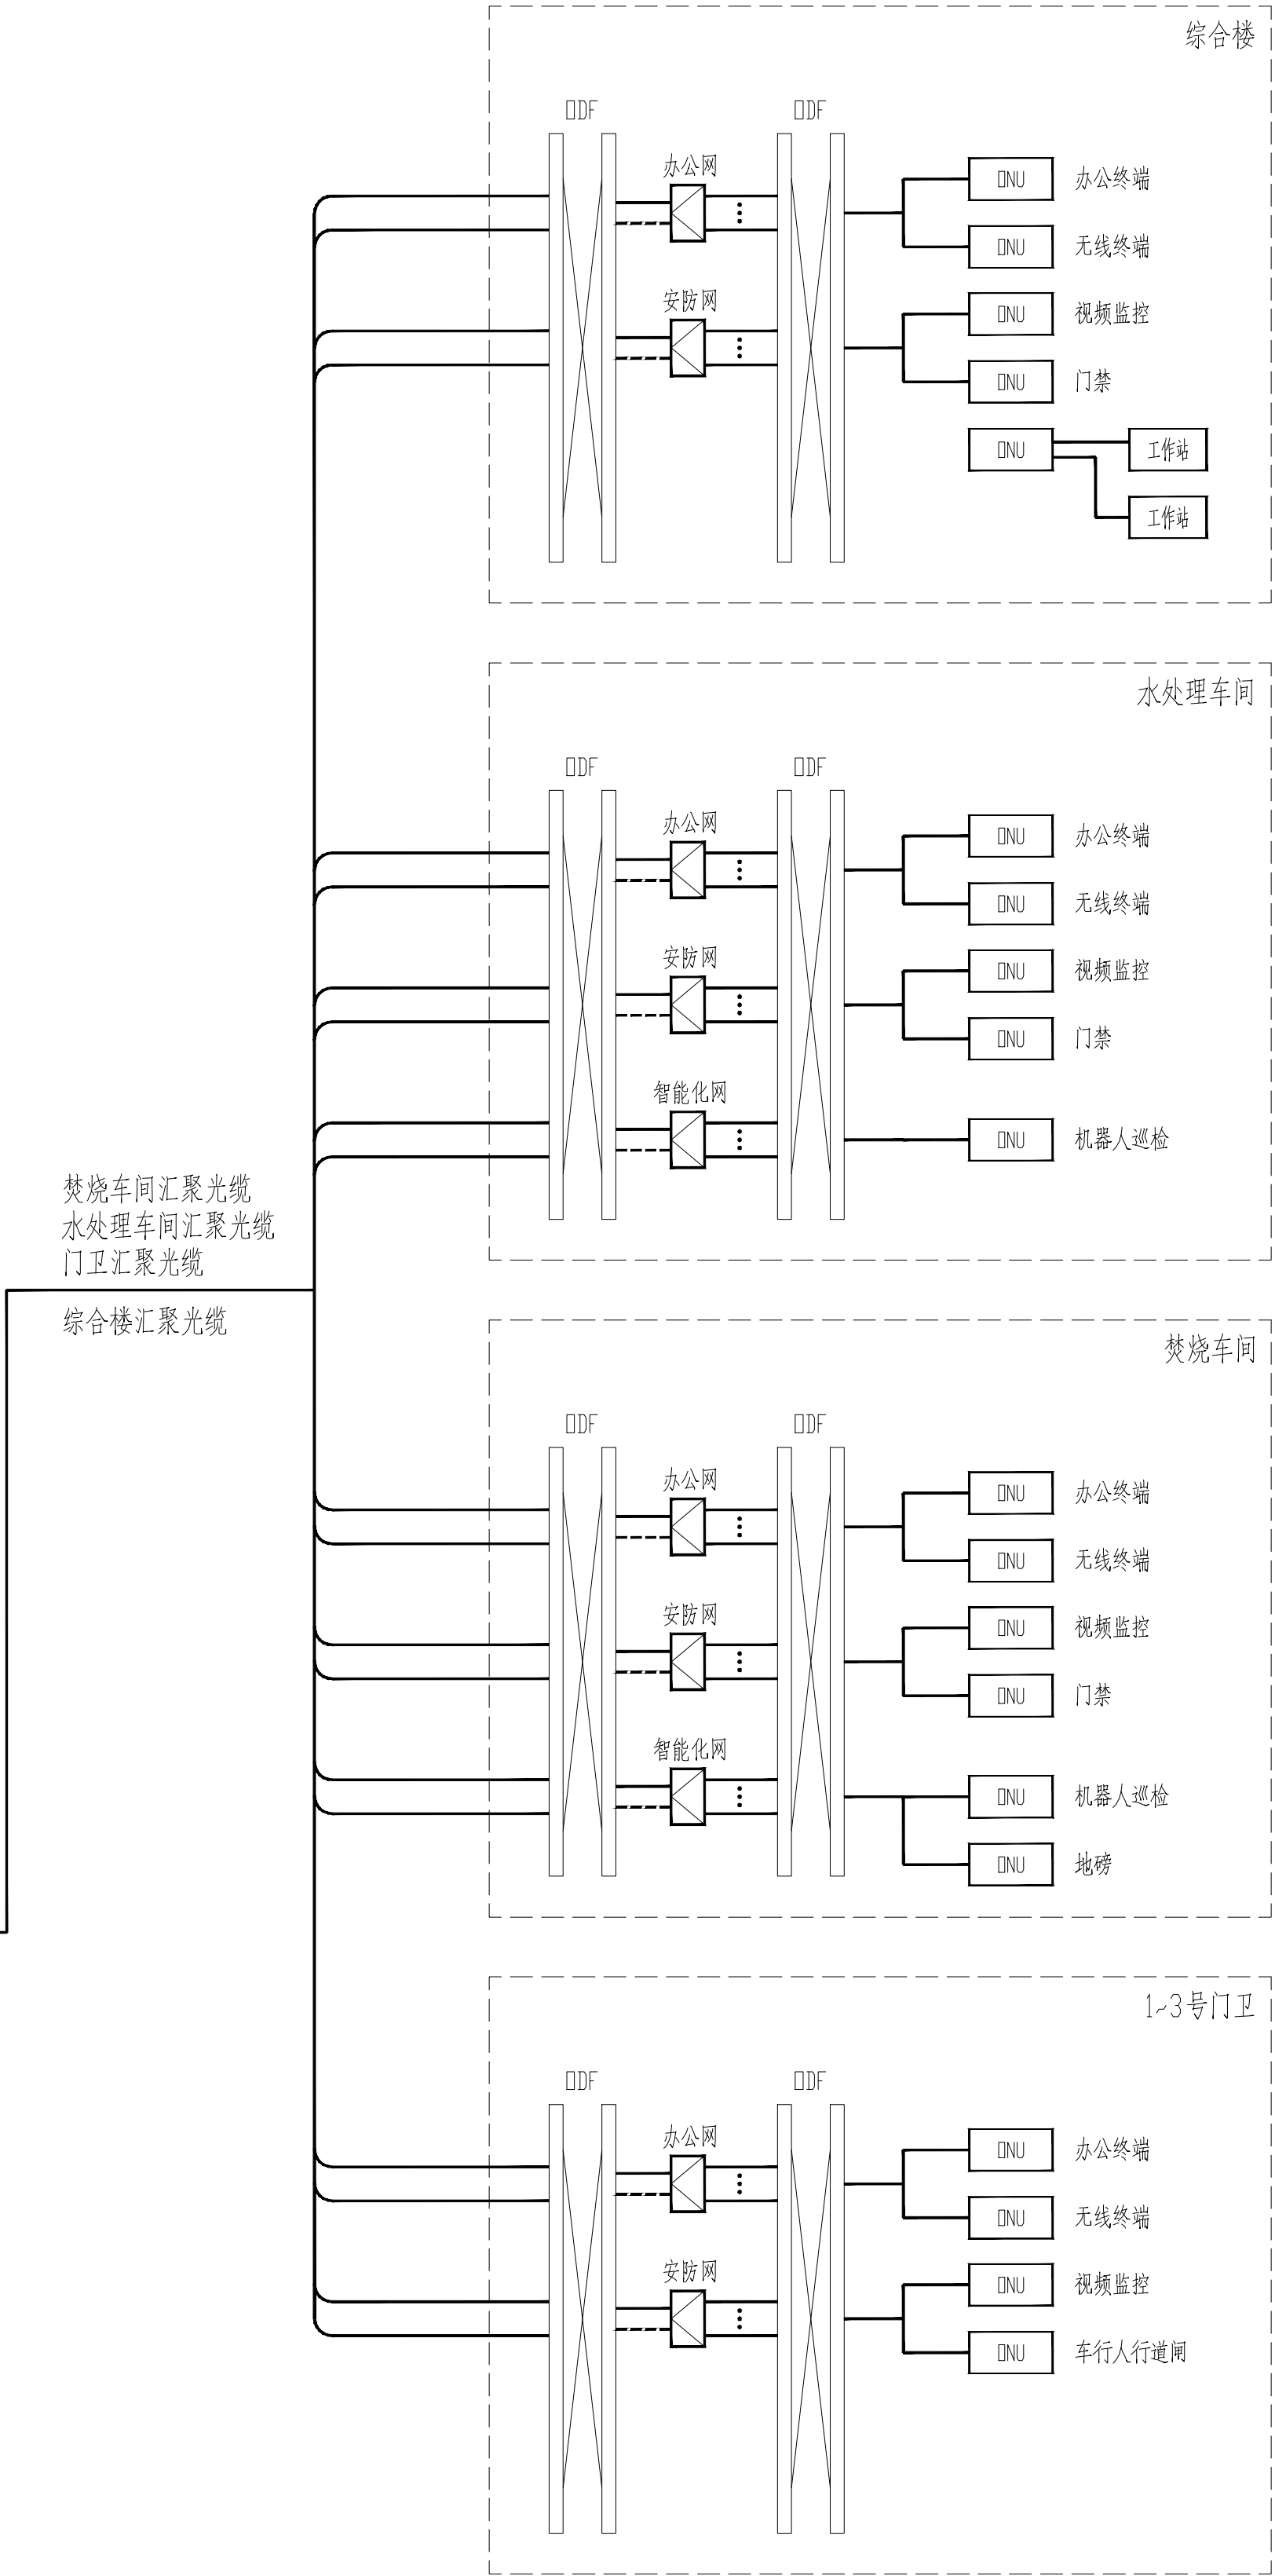 综合楼
ODF
ODF
办公网
ONU
办公终端
ONU
无线终端
安防网
ONU
视频监控
ONU
门禁
ONU
工作站
工作站
水处理车间
ODF
ODF
办公网
ONU
办公终端
ONU
无线终端
安防网
ONU
视频监控
ONU
门禁
智能化网
ONU
机器人巡检
焚烧车间汇聚光缆
水处理车间汇聚光缆
门卫汇聚光缆
综合楼汇聚光缆
焚烧车间
ODF
ODF
办公网
ONU
办公终端
ONU
无线终端
安防网
ONU
视频监控
ONU
门禁
智能化网
ONU
机器人巡检
ONU
地磅
1~3号门卫
ODF
ODF
办公网
ONU
办公终端
ONU
无线终端
安防网
ONU
视频监控
ONU
车行人行道闸